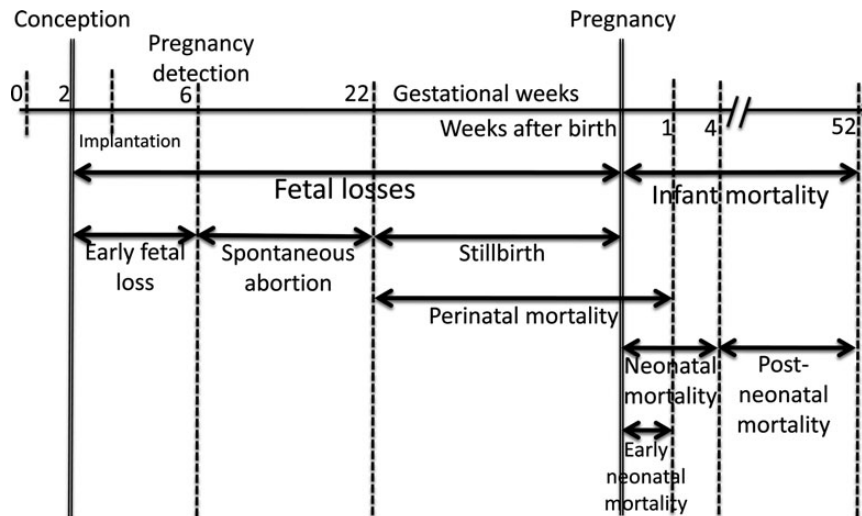 Conception
Pregnancy
Pregnancy
detection
0 2 6 22 Gestational weeks
Weeks after birth 1 4 52
Implantation
Fetal losses
Infant mortality
Early fetal
loss
Spontaneous
abortion
Stillbirth
Perinatal mortality
Neonatal
mortality
Post-
neonatal
mortality
Early
neonatal
mortality